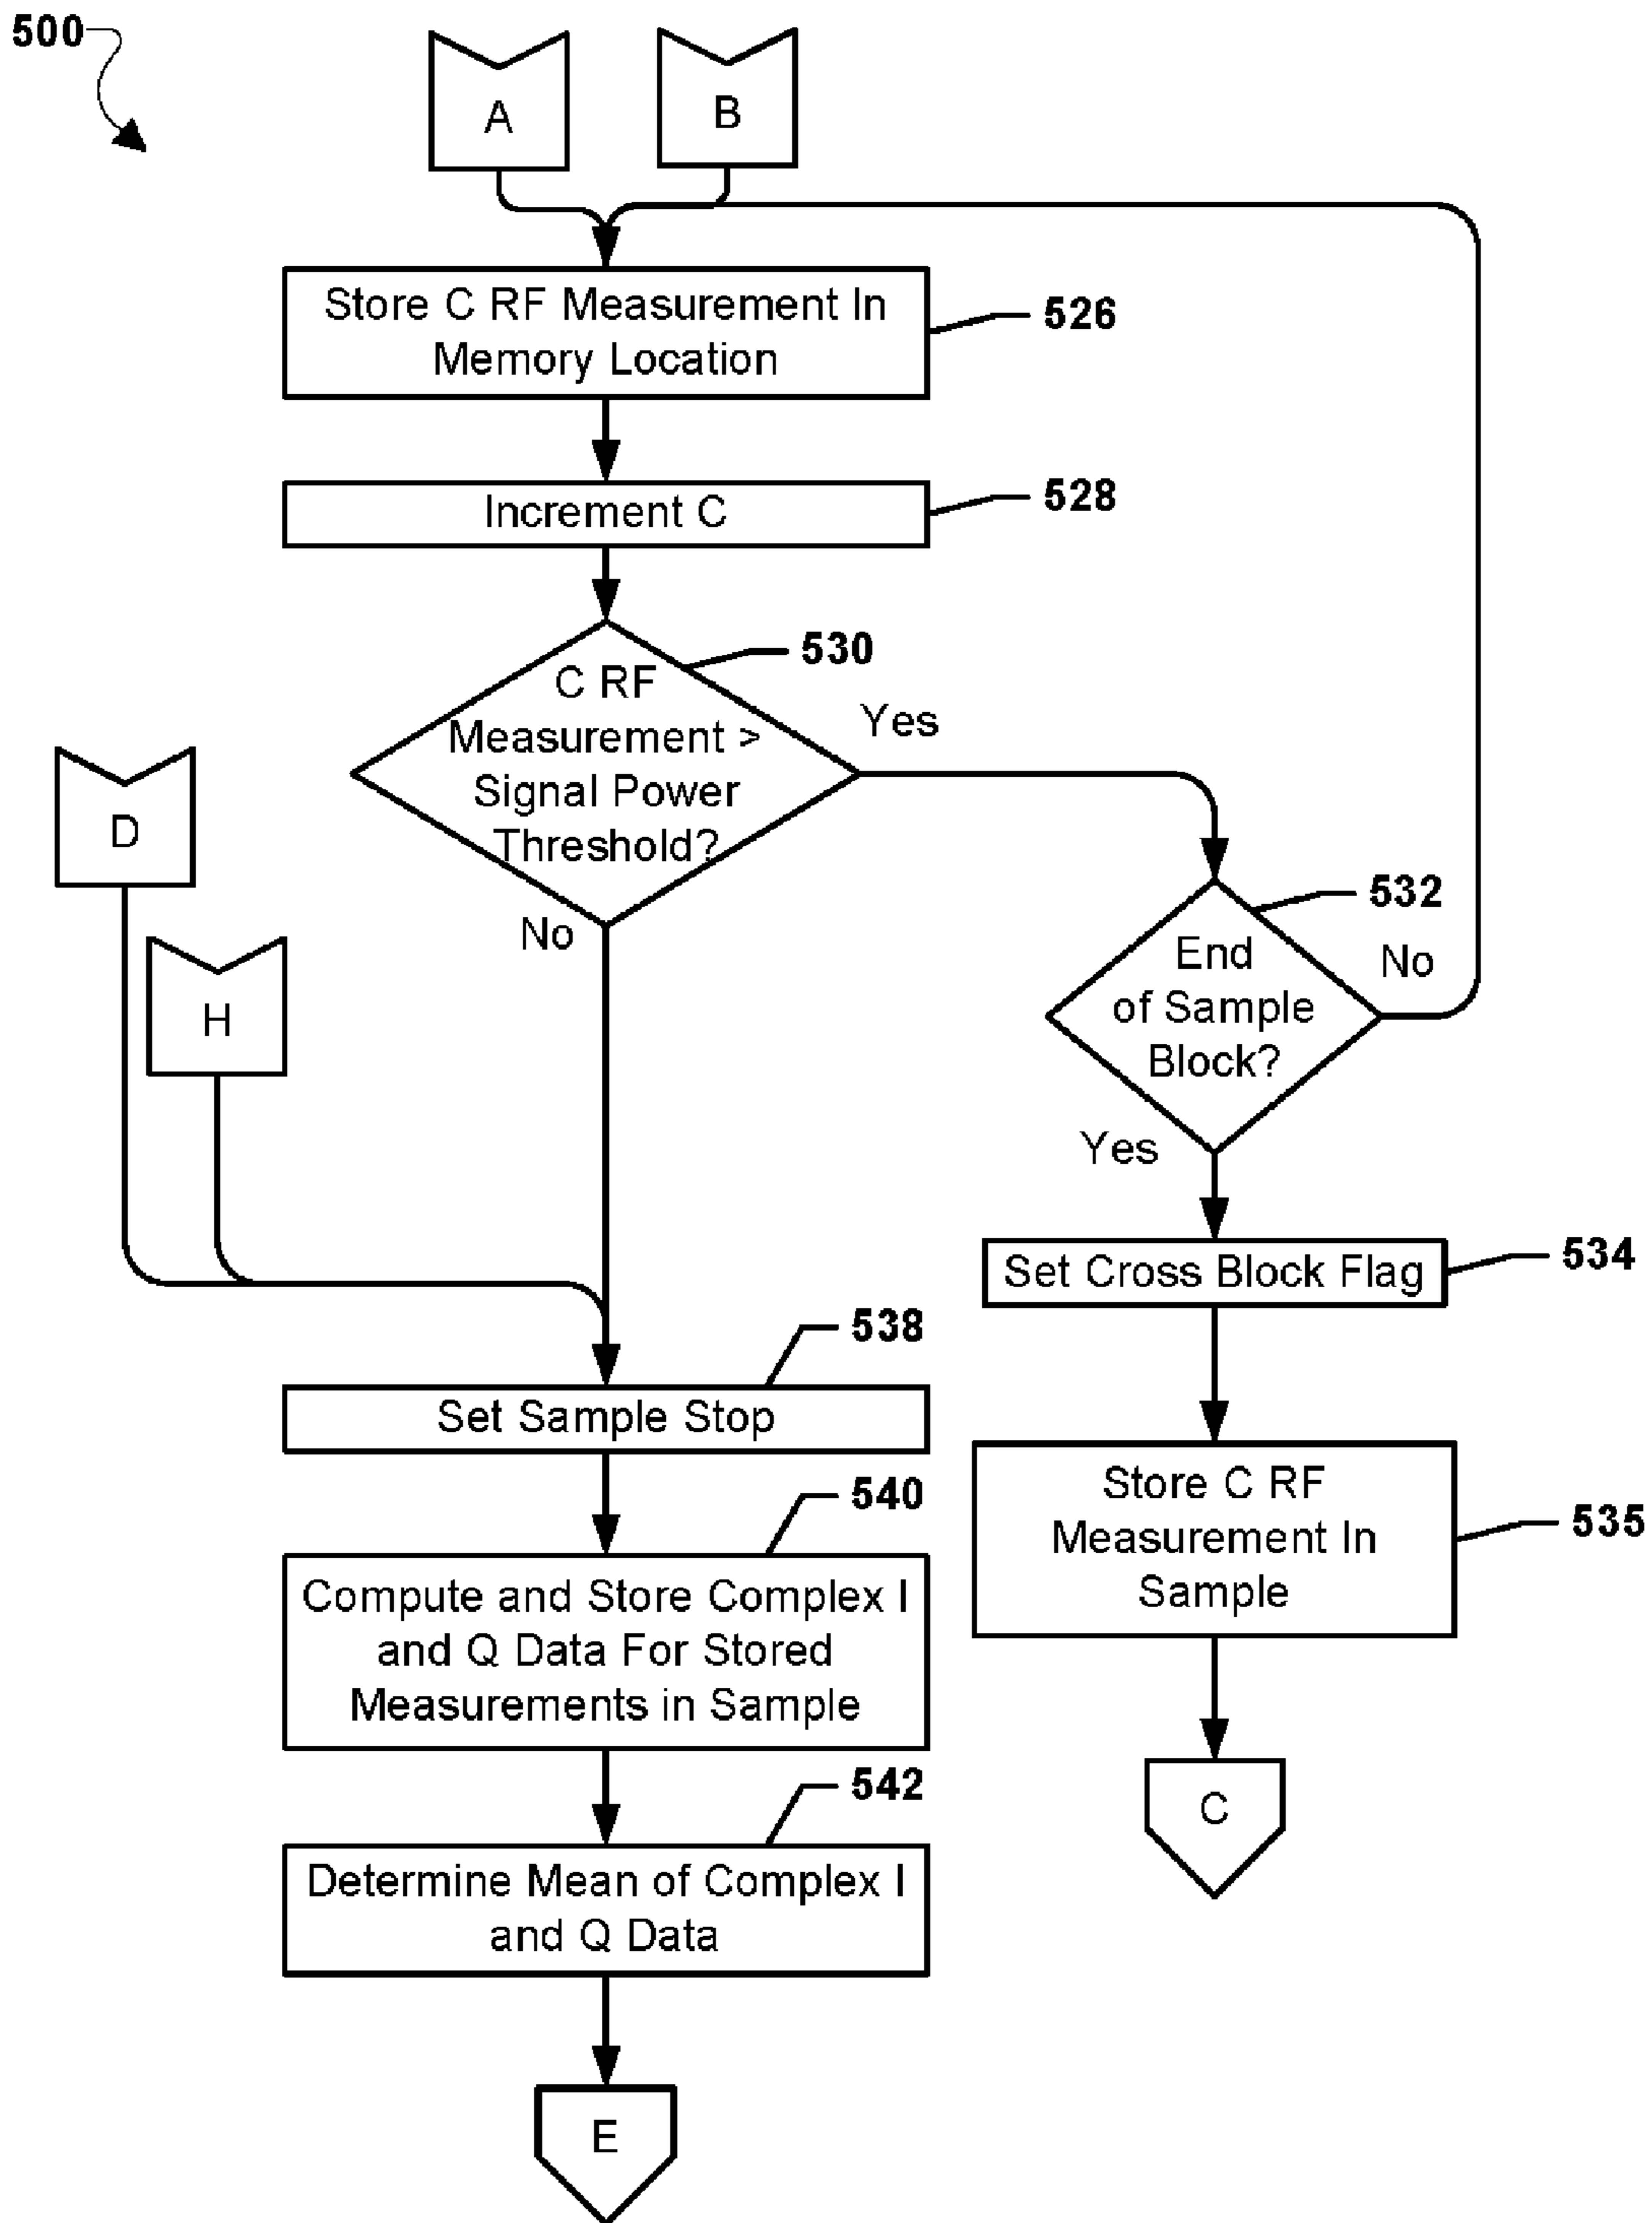 500
A
B
Store C RF Measurement In
Memory Location
526
Increment C
528
530
C RF
Measurement >
Signal Power
Threshold?
Yes
No
D
H
532
End
of Sample
Block?
No
Yes
534
Set Cross Block Flag
538
Set Sample Stop
Store C RF
Measurement In
Sample
535
540
Compute and Store Complex I
and Q Data For Stored
Measurements in Sample
C
542
Determine Mean of Complex I
and Q Data
E